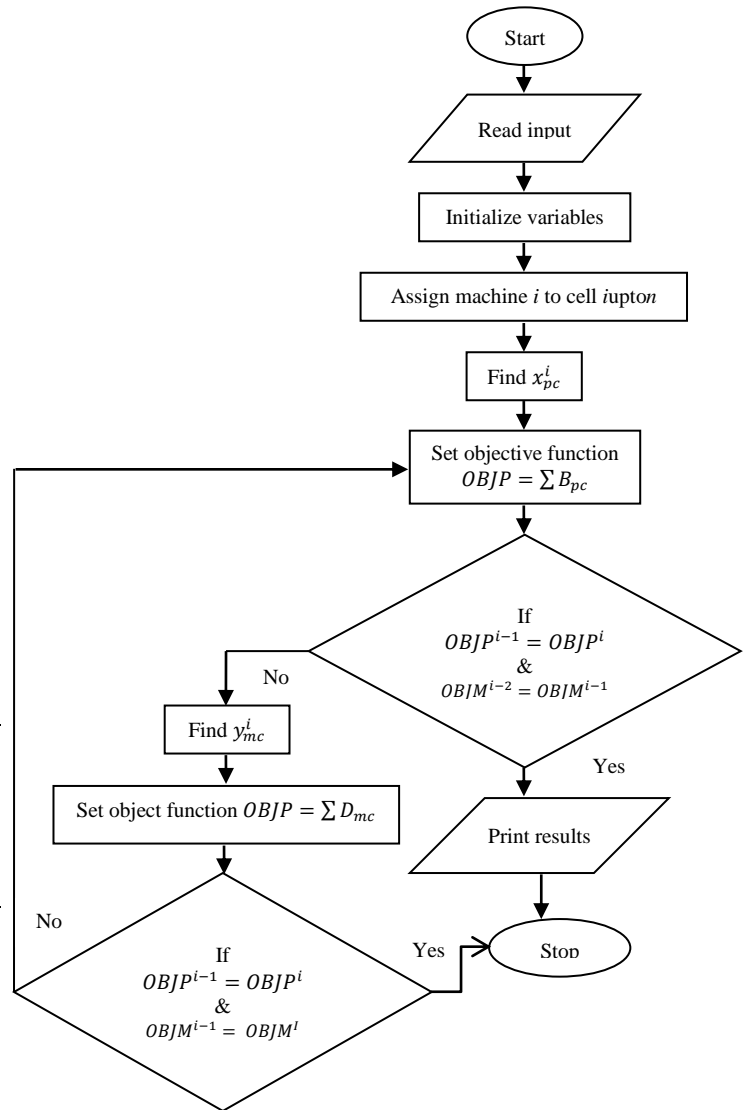 Start
Read input
Initialize variables
Assign machine i to cell iupton
Find x_{pc}^{i}
Set objective function
OBJP = ∑ B_{pc}
If
OBJP^{i-1} = OBJP^{i}
&
OBJM^{i-2} = OBJM^{i-1}
No
Yes
Find y_{mc}^{i}
Set object function OBJP = ∑ D_{mc}
Print results
No
If
OBJP^{i-1} = OBJP^{i}
&
OBJM^{i-1} = OBJM^{I}
Yes
Stop